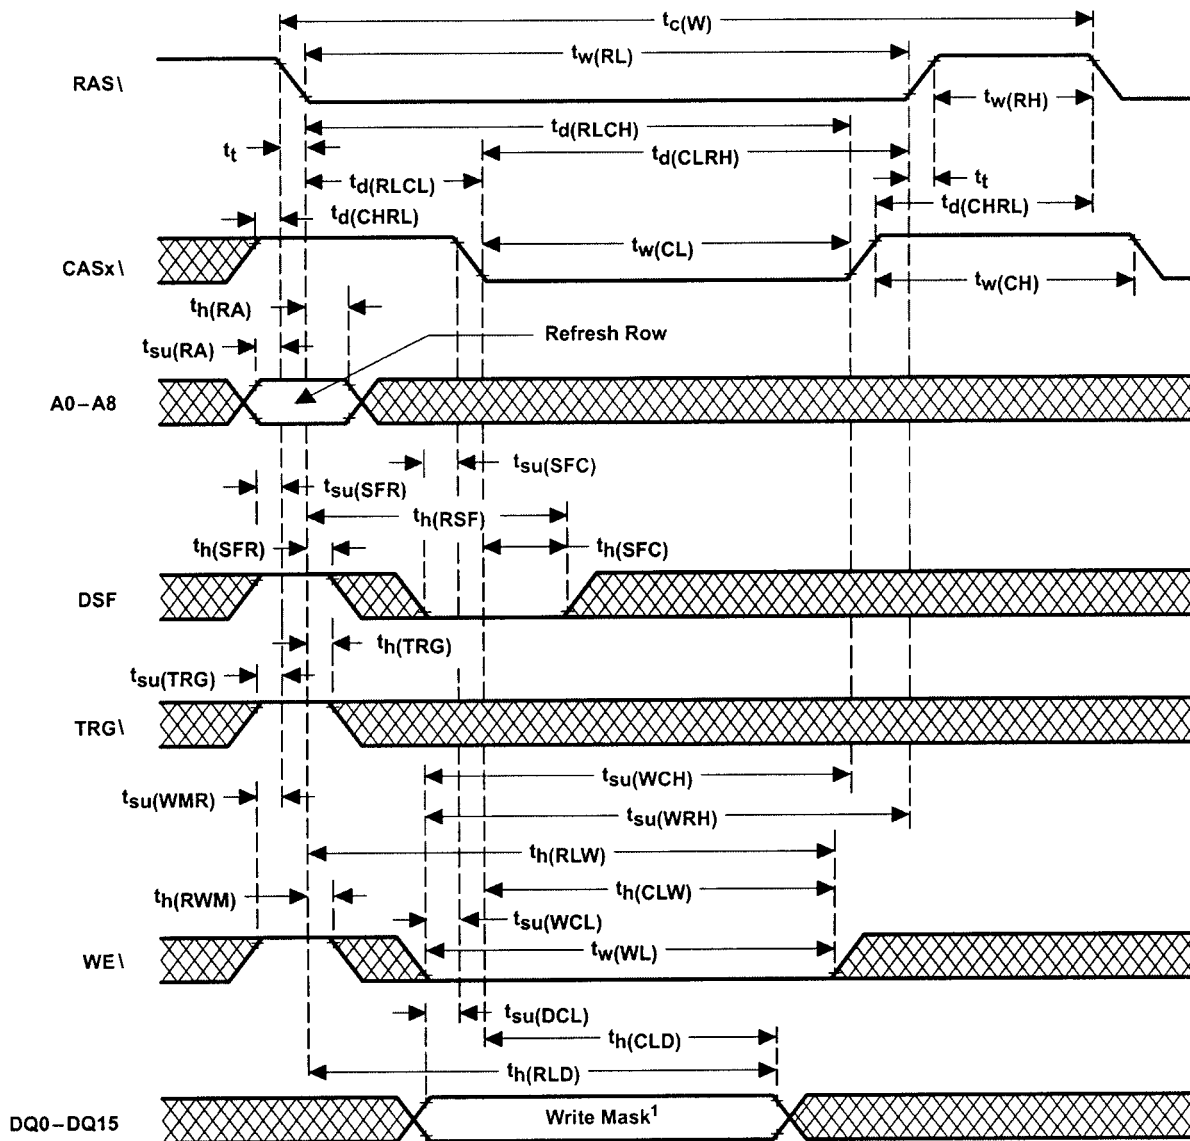 tc(W)
tw(RL)
RAS\
tw(RH)
td(RLCH)
tt
td(CLRH)
td(RLCL)
tt
td(CHRL)
td(CHRL)
tw(CL)
CASx\
tw(CH)
th(RA)
Refresh Row
tsu(RA)
A0–A8
tsu(SFC)
tsu(SFR)
th(RSF)
th(SFR)
th(SFC)
DSF
th(TRG)
tsu(TRG)
TRG\
tsu(WCH)
tsu(WMR)
tsu(WRH)
th(RLW)
th(RWM)
th(CLW)
tsu(WCL)
tw(WL)
WE\
tsu(DCL)
th(CLD)
th(RLD)
Write Mask1
DQ0–DQ15